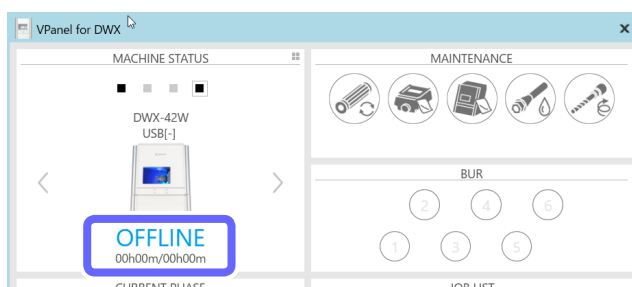 VPanel for DWX
MACHINE STATUS
DWX-42W
USB[-]
OFFLINE
00h00m/00h00m
CURRENT PHASE
MAINTENANCE
BUR
2 4 6
1 3 5
JOB LIST